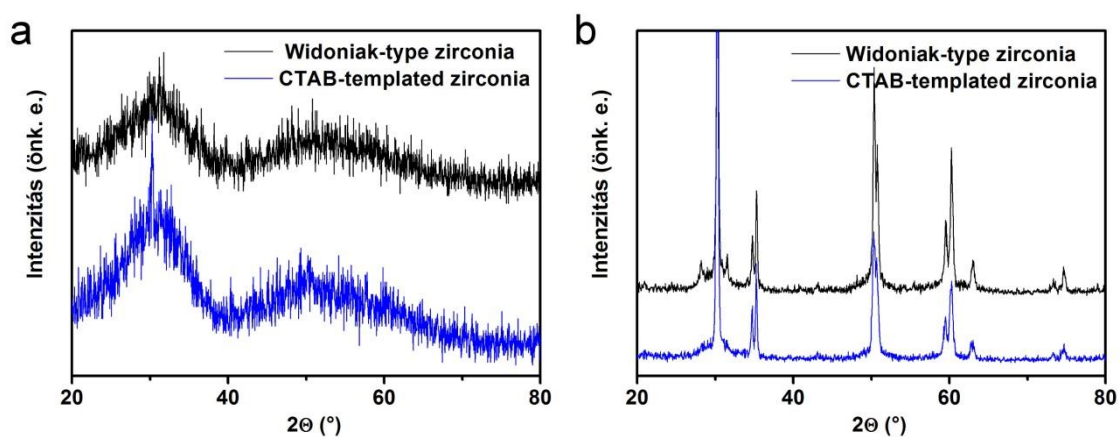 a
Widoniak-type zirconia
CTAB-templated zirconia
Intenzitás (önk. e.)
20 40 60 80
2Θ (°)
b
Widoniak-type zirconia
CTAB-templated zirconia
Intenzitás (önk. e.)
20 40 60 80
2Θ (°)